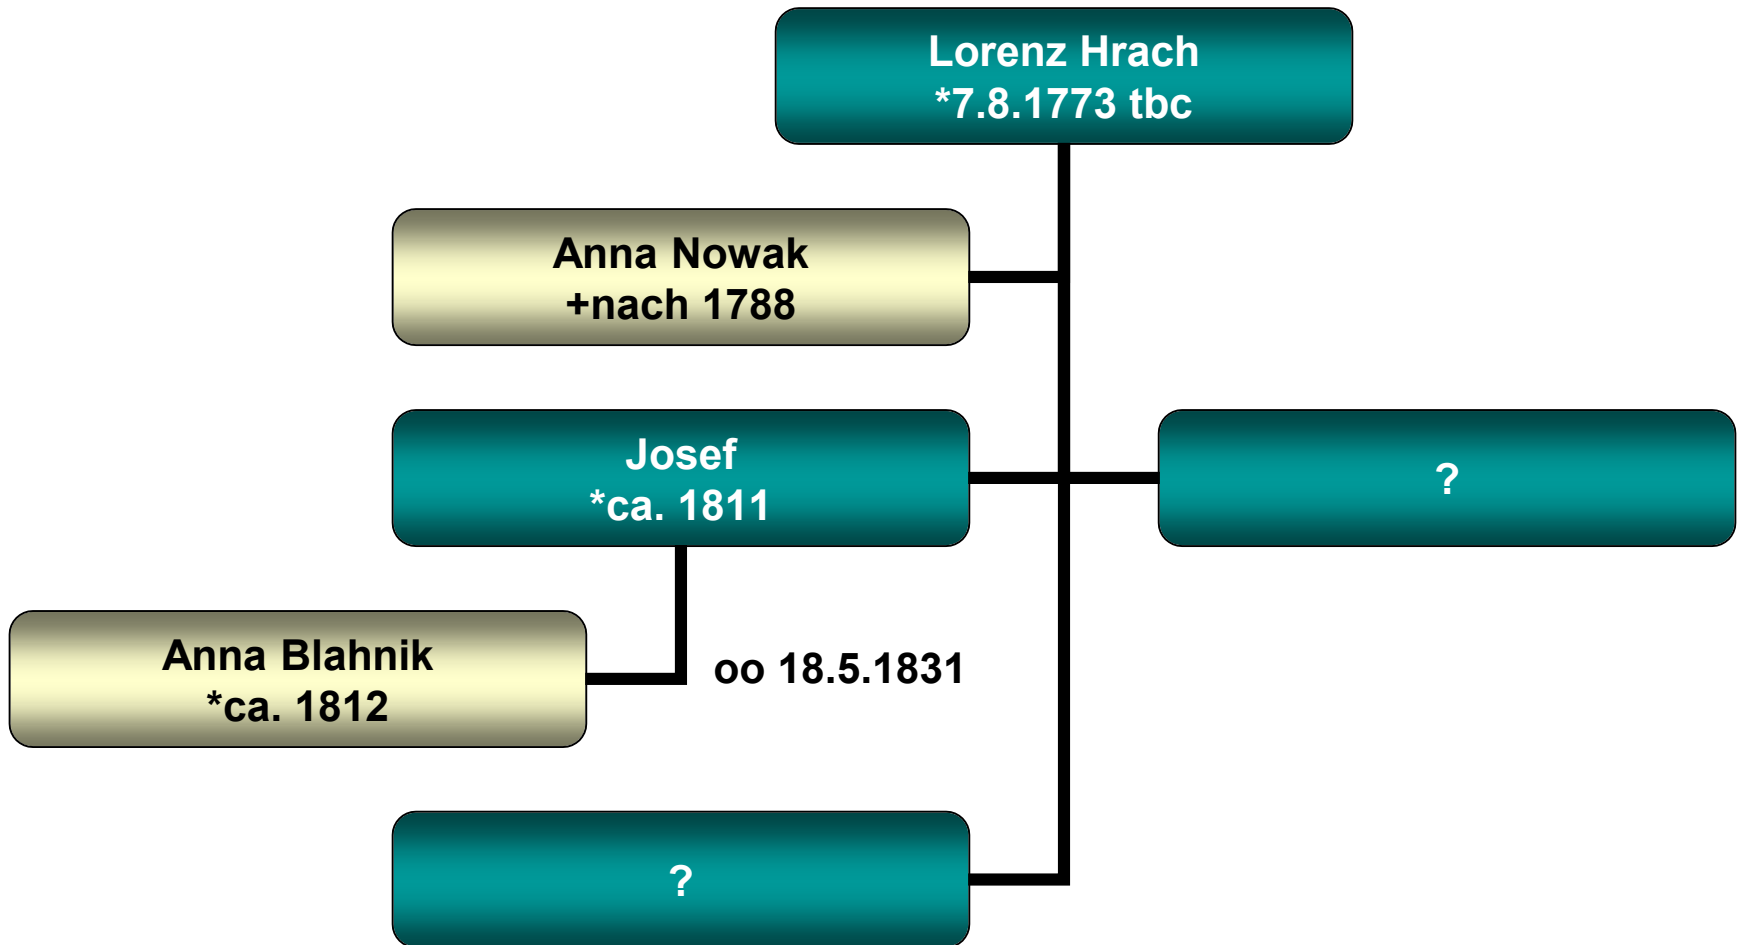 Lorenz Hrach
*7.8.1773 tbc
Anna Nowak
+nach 1788
Josef
*ca. 1811
?
Anna Blahnik
*ca. 1812
oo 18.5.1831
?